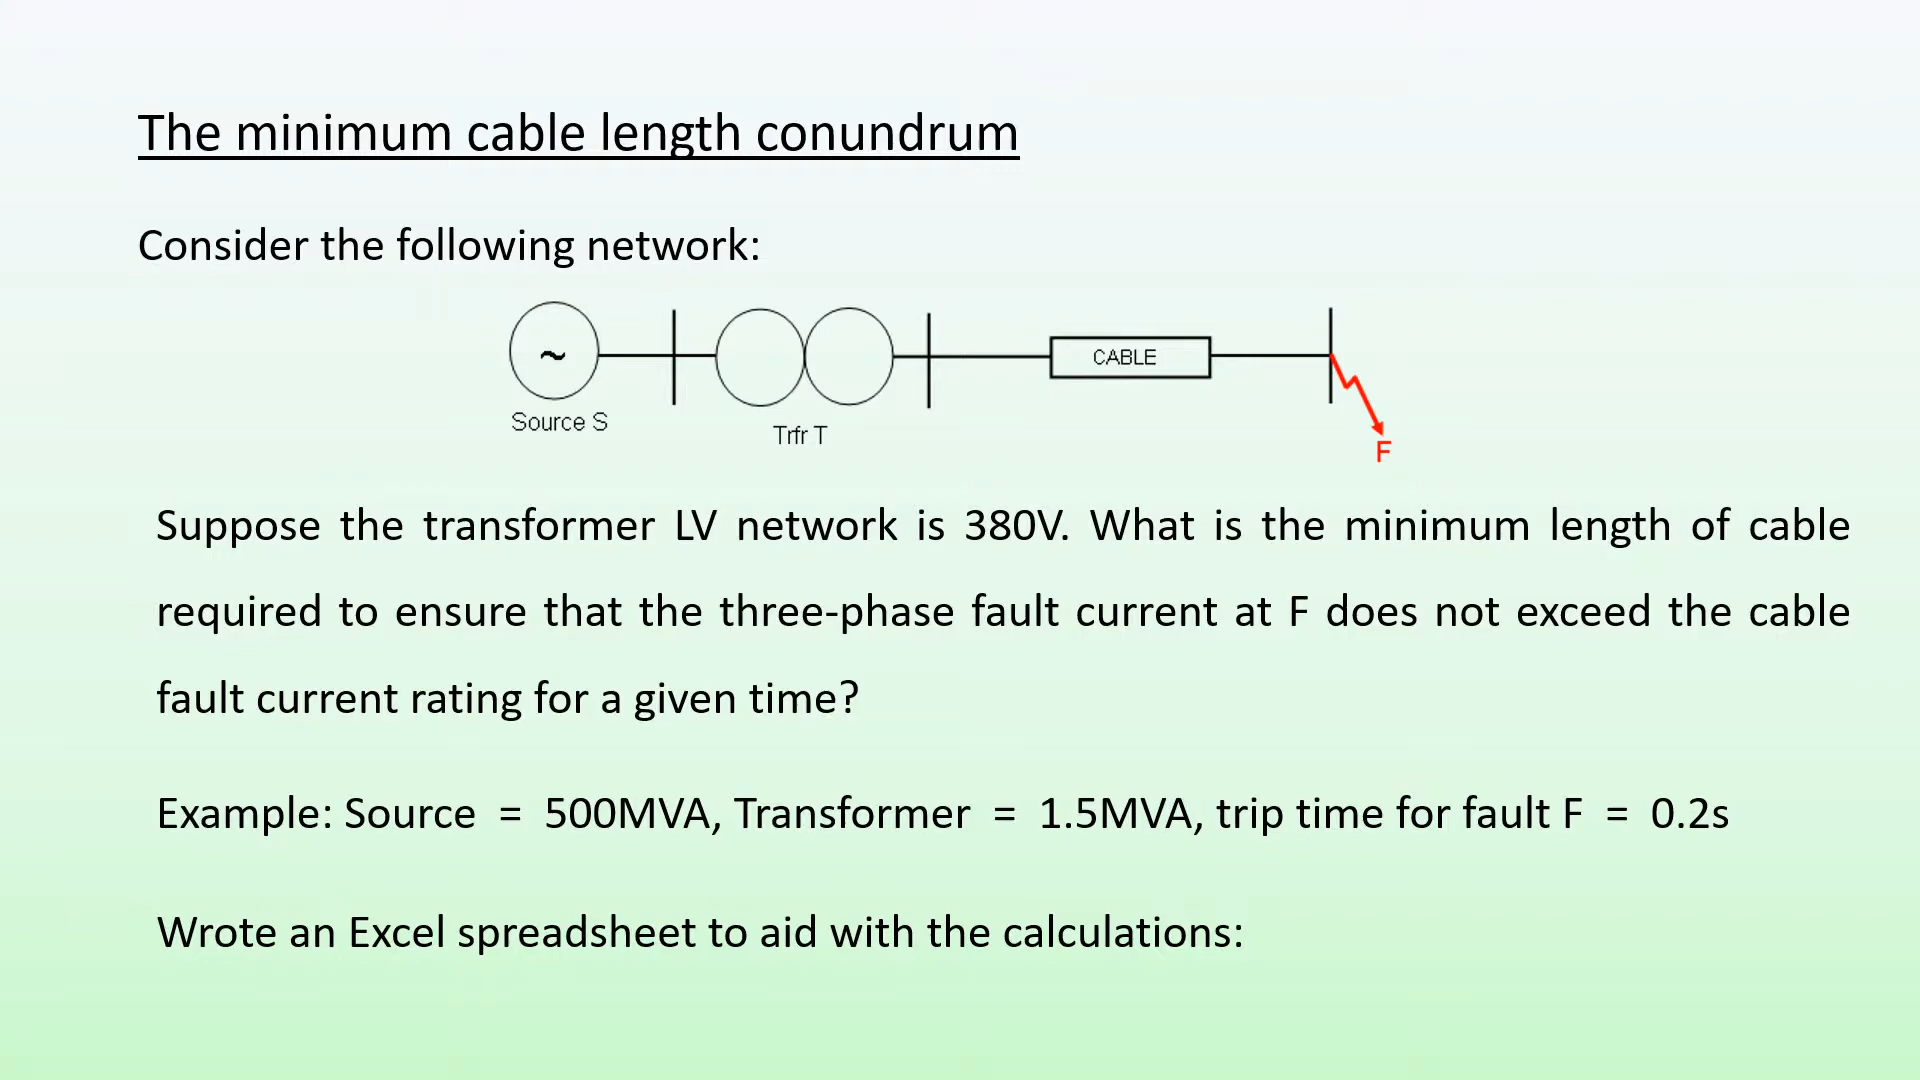 The minimum cable length conundrum
Consider the following network:
~
CABLE
Source S
Trfr T
F
Suppose the transformer LV network is 380V. What is the minimum length of cable
required to ensure that the three-phase fault current at F does not exceed the cable
fault current rating for a given time?
Example: Source = 500MVA, Transformer = 1.5MVA, trip time for fault F = 0.2s
Wrote an Excel spreadsheet to aid with the calculations: